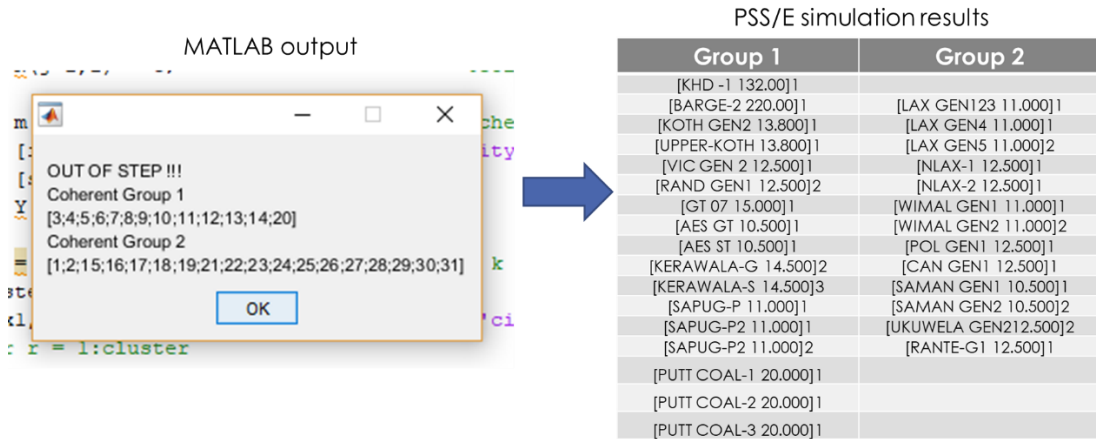 PSS/E simulation results
MATLAB output
OUT OF STEP !!!
Coherent Group 1
[3;4;5;6;7;8;9;10;11;12;13;14;20]
Coherent Group 2
[1;2;15;16;17;18;19;21;22;23;24;25;26;27;28;29;30;31]
OK
r = 1:cluster
Group 1 Group 2
[KHD -1 132.00]1
[BARGE-2 220.00]1 [LAX GEN123 11.000]1
[KOTH GEN2 13.800]1 [LAX GEN4 11.000]1
[UPPER-KOTH 13.800]1 [LAX GEN5 11.000]2
[VIC GEN 2 12.500]1 [NLAX-1 12.500]1
[RAND GEN1 12.500]2 [NLAX-2 12.500]1
[GT 07 15.000]1 [WIMAL GEN1 11.000]1
[AES GT 10.500]1 [WIMAL GEN2 11.000]2
[AES ST 10.500]1 [POL GEN1 12.500]1
[KERAWALA-G 14.500]2 [CAN GEN1 12.500]1
[KERAWALA-S 14.500]3 [SAMAN GEN1 10.500]1
[SAPUG-P 11.000]1 [SAMAN GEN2 10.500]2
[SAPUG-P2 11.000]1 [UKUWELA GEN212.500]2
[SAPUG-P2 11.000]2 [RANTE-G1 12.500]1
[PUTT COAL-1 20.000]1
[PUTT COAL-2 20.000]1
[PUTT COAL-3 20.000]1